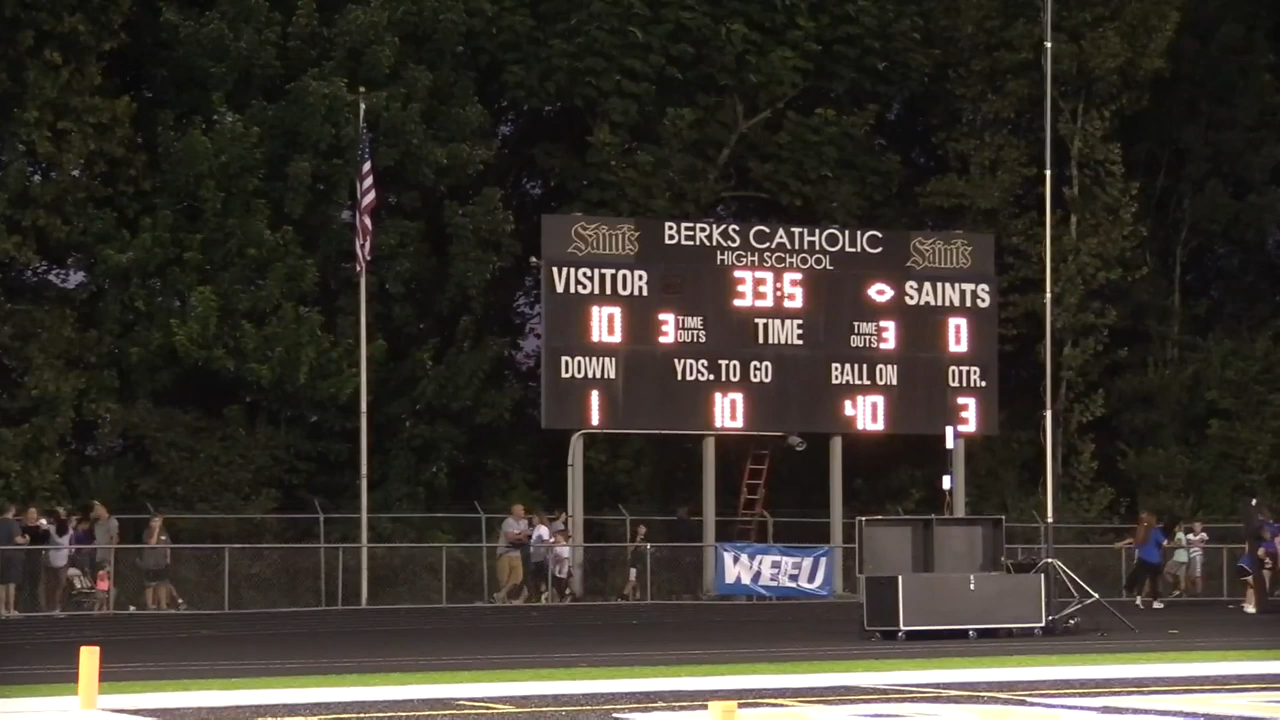 Saints BERKS CATHOLIC Saints
HIGH SCHOOL
VISITOR 33:5 SAINTS
10 3 TIME OUTS TIME TIME OUTS 3 0
DOWN YDS. TO GO BALL ON QTR.
1 10 40 3
WEEU